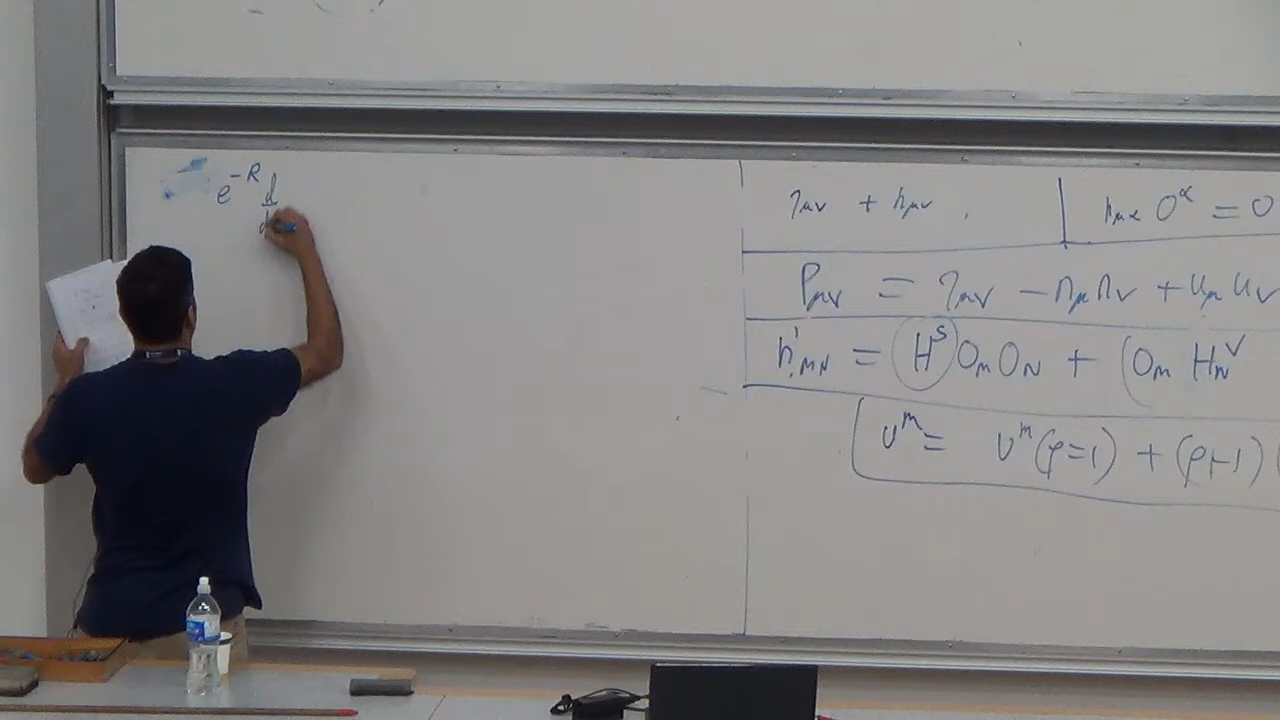 e^{-R} d/d
η_{μν} + h_{μν} , | h_{μα} O^α = 0
P_{μν} = η_{μν} - n_μ n_ν + u_μ u_ν
h'_{MN} = H^S O_M O_N + (O_M H_N^V
U^m = U^m(ρ=1) + (ρ-1)(